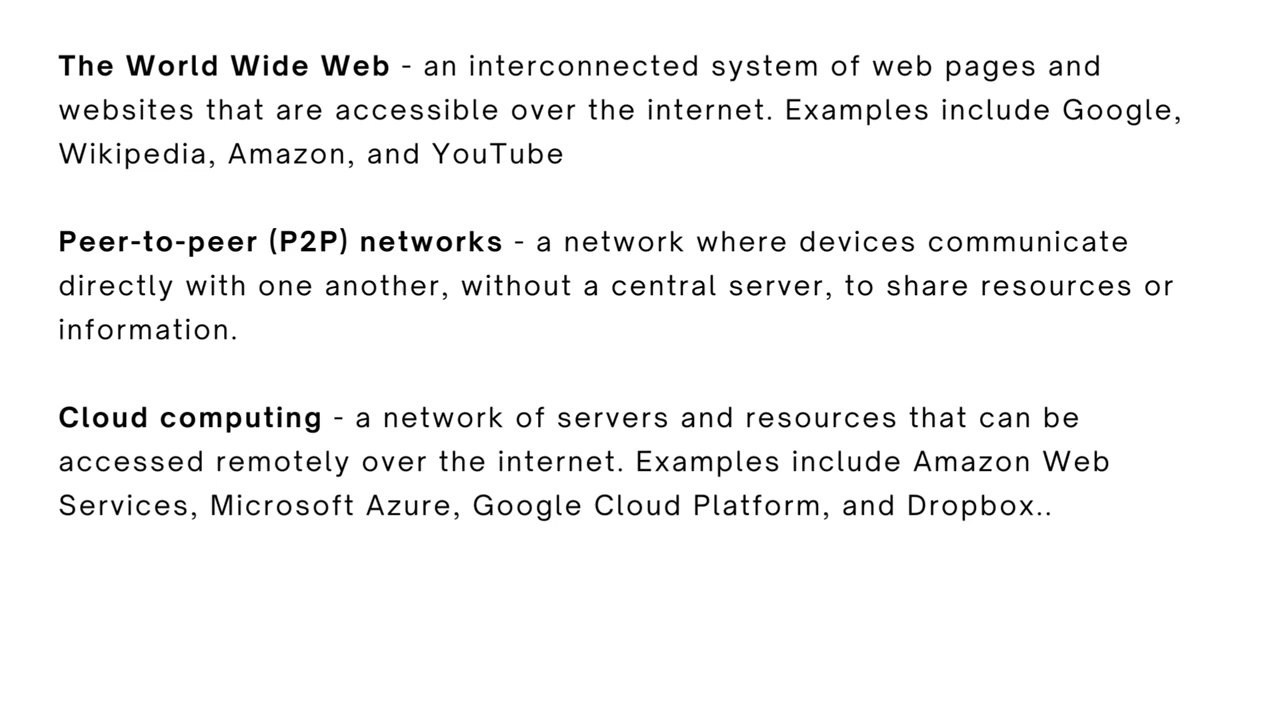 The World Wide Web - an interconnected system of web pages and
websites that are accessible over the internet. Examples include Google,
Wikipedia, Amazon, and YouTube
Peer-to-peer (P2P) networks - a network where devices communicate
directly with one another, without a central server, to share resources or
information.
Cloud computing - a network of servers and resources that can be
accessed remotely over the internet. Examples include Amazon Web
Services, Microsoft Azure, Google Cloud Platform, and Dropbox..